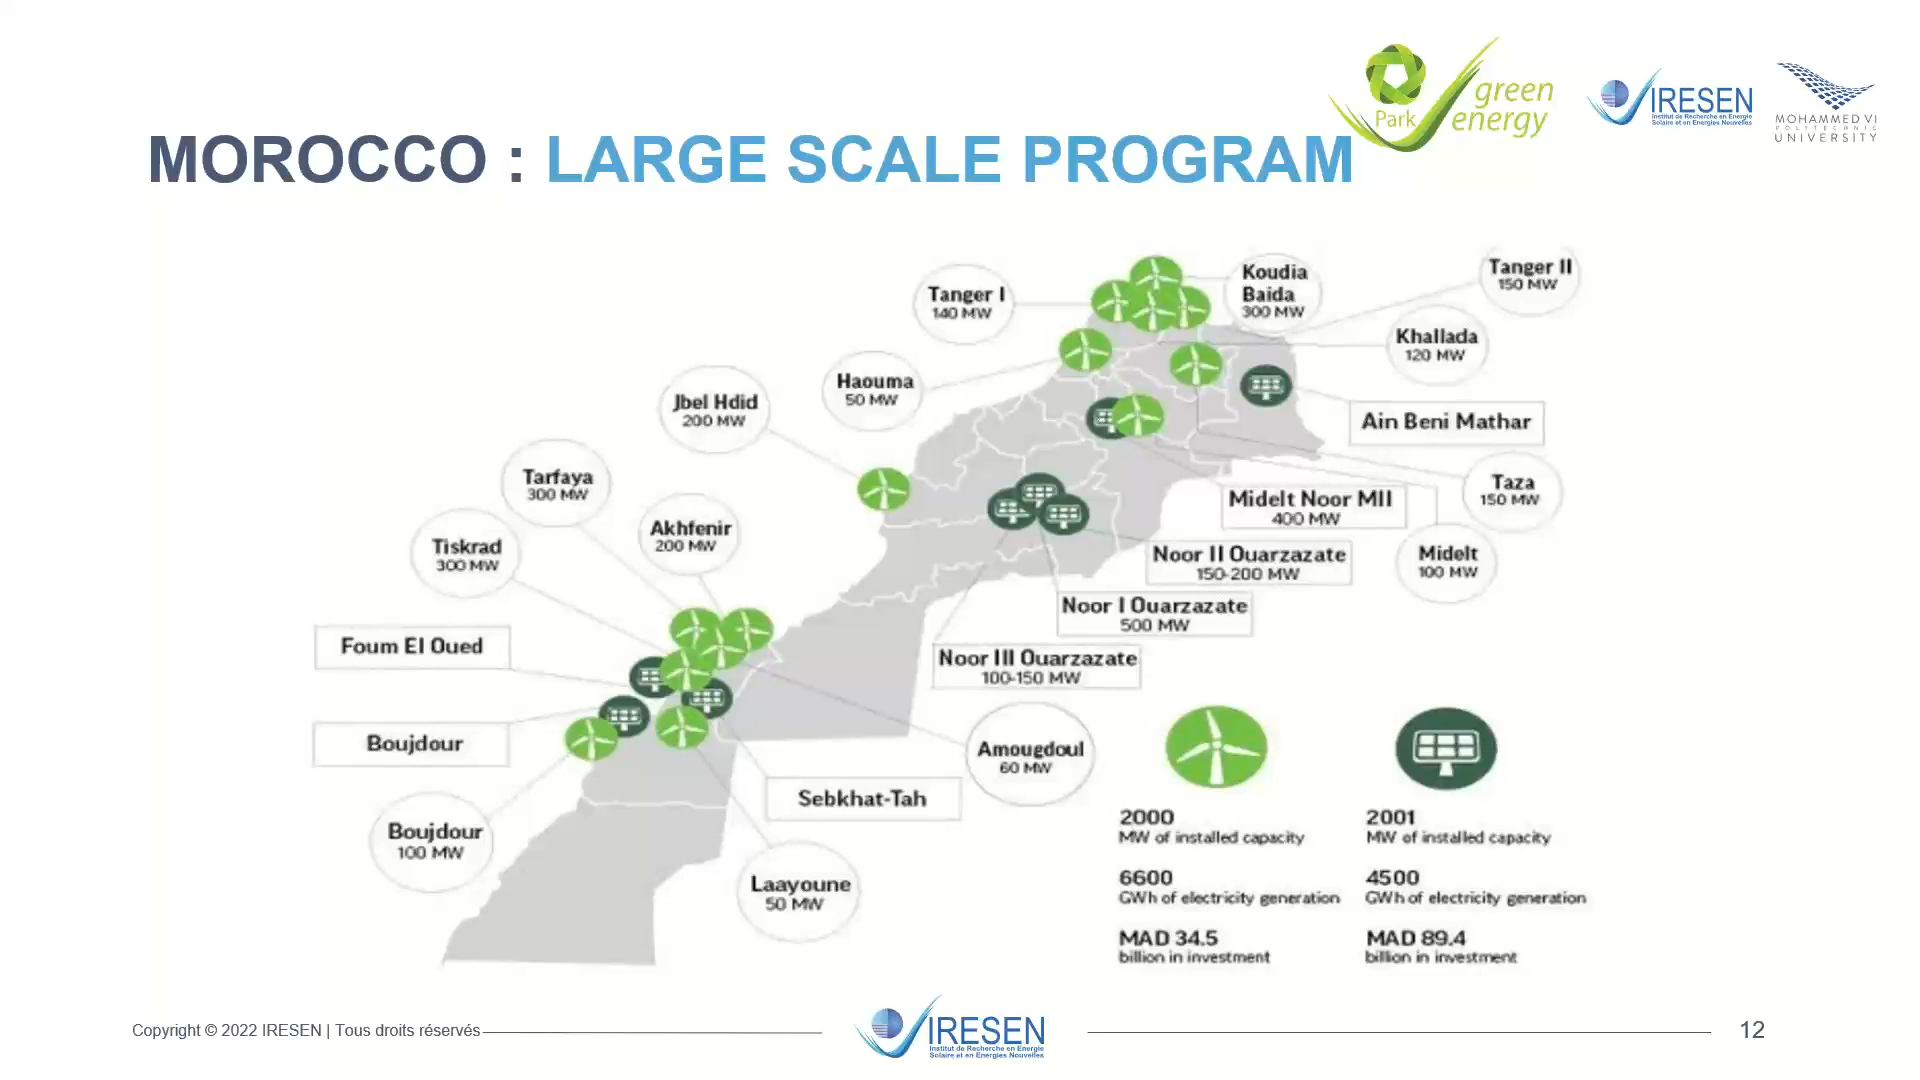 Park
green
energy
IRESEN
Institut de Recherche en Energie
Solaire et en Energies Nouvelles
MOHAMMED VI
POLYTECHNIC
UNIVERSITY
MOROCCO : LARGE SCALE PROGRAM
Tanger I
140 MW
Koudia
Baida
300 MW
Tanger II
150 MW
Khallada
120 MW
Haouma
50 MW
Jbel Hdid
200 MW
Ain Beni Mathar
Tarfaya
300 MW
Taza
150 MW
Midelt Noor MII
400 MW
Akhfenir
200 MW
Tiskrad
300 MW
Noor II Ouarzazate
150-200 MW
Midelt
100 MW
Noor I Ouarzazate
500 MW
Foum El Oued
Noor III Ouarzazate
100-150 MW
Boujdour
Amougdoul
60 MW
Sebkhat-Tah
Boujdour
100 MW
Laayoune
50 MW
2000
MW of installed capacity
6600
GWh of electricity generation
MAD 34.5
billion in investment
2001
MW of installed capacity
4500
GWh of electricity generation
MAD 89.4
billion in investment
Copyright © 2022 IRESEN | Tous droits réservés
IRESEN
Institut de Recherche en Energie
Solaire et en Energies Nouvelles
12